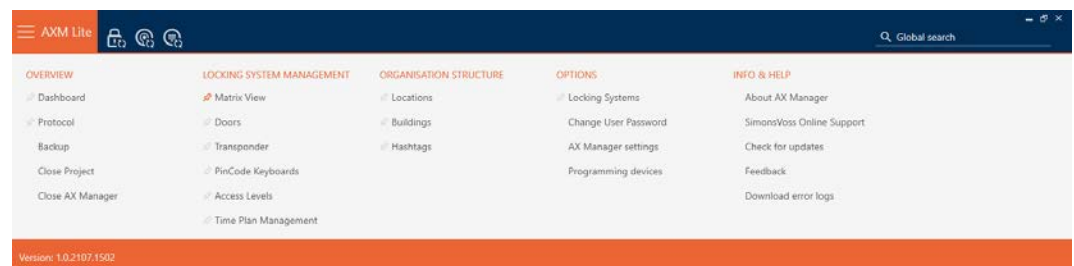 AXM Lite
Global search
OVERVIEW
Dashboard
Protocol
Backup
Close Project
Close AX Manager
LOCKING SYSTEM MANAGEMENT
Matrix View
Doors
Transponder
PinCode Keyboards
Access Levels
Time Plan Management
ORGANISATION STRUCTURE
Locations
Buildings
Hashtags
OPTIONS
Locking Systems
Change User Password
AX Manager settings
Programming devices
INFO & HELP
About AX Manager
SimonsVoss Online Support
Check for updates
Feedback
Download error logs
Version: 1.0.2107.1502